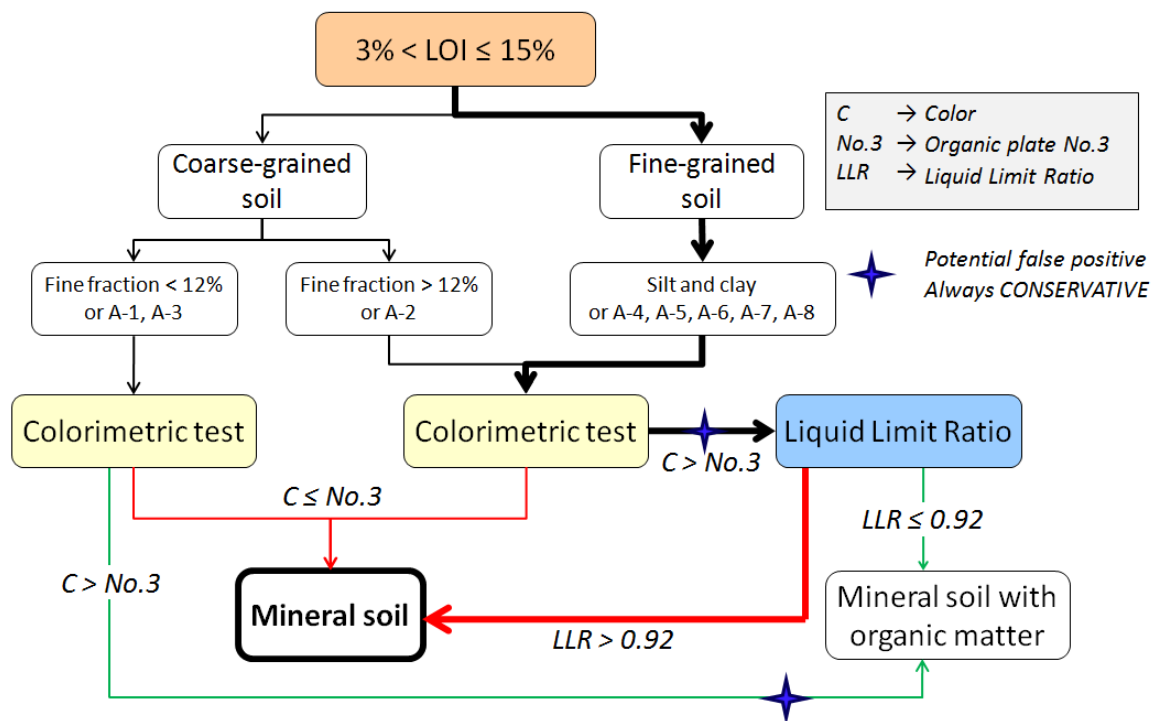 3% < LOI ≤ 15%
C → Color
No.3 → Organic plate No.3
LLR → Liquid Limit Ratio
Coarse-grained
soil
Fine-grained
soil
Potential false positive
Always CONSERVATIVE
Fine fraction < 12%
or A-1, A-3
Fine fraction > 12%
or A-2
Silt and clay
or A-4, A-5, A-6, A-7, A-8
Colorimetric test
Colorimetric test
Liquid Limit Ratio
C > No.3
C ≤ No.3
LLR ≤ 0.92
C > No.3
Mineral soil
LLR > 0.92
Mineral soil with
organic matter